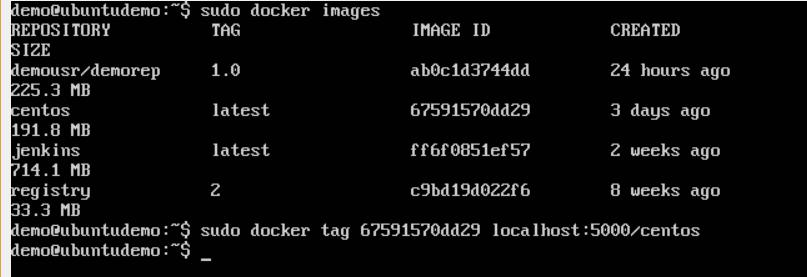 demo@ubuntudemo:~$ sudo docker images
REPOSITORY TAG IMAGE ID CREATED
SIZE
demousr/demorep 1.0 ab0c1d3744dd 24 hours ago
225.3 MB
centos latest 67591570dd29 3 days ago
191.8 MB
jenkins latest ff6f0851ef57 2 weeks ago
714.1 MB
registry 2 c9bd19d022f6 8 weeks ago
33.3 MB
demo@ubuntudemo:~$ sudo docker tag 67591570dd29 localhost:5000/centos
demo@ubuntudemo:~$ _